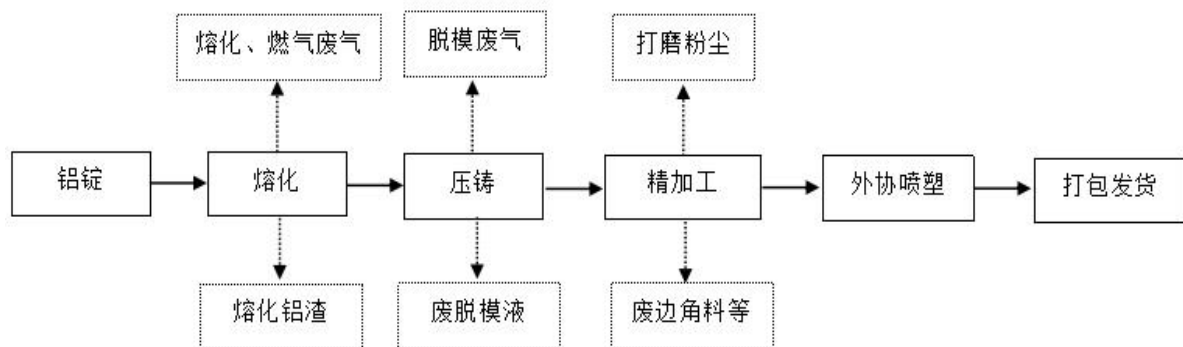 熔化、燃气废气
脱模废气
打磨粉尘
铝锭
熔化
压铸
精加工
外协喷塑
打包发货
熔化铝渣
废脱模液
废边角料等